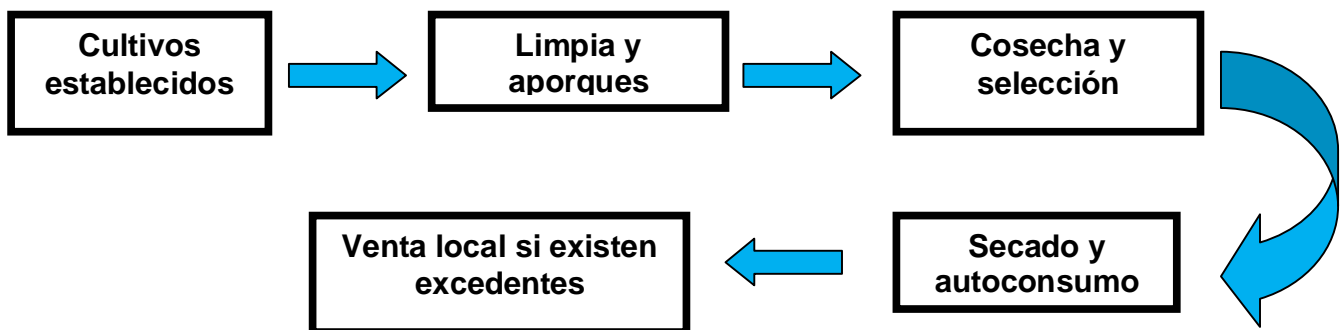 Cultivos
establecidos
Limpia y
aporques
Cosecha y
selección
Secado y
autoconsumo
Venta local si existen
excedentes